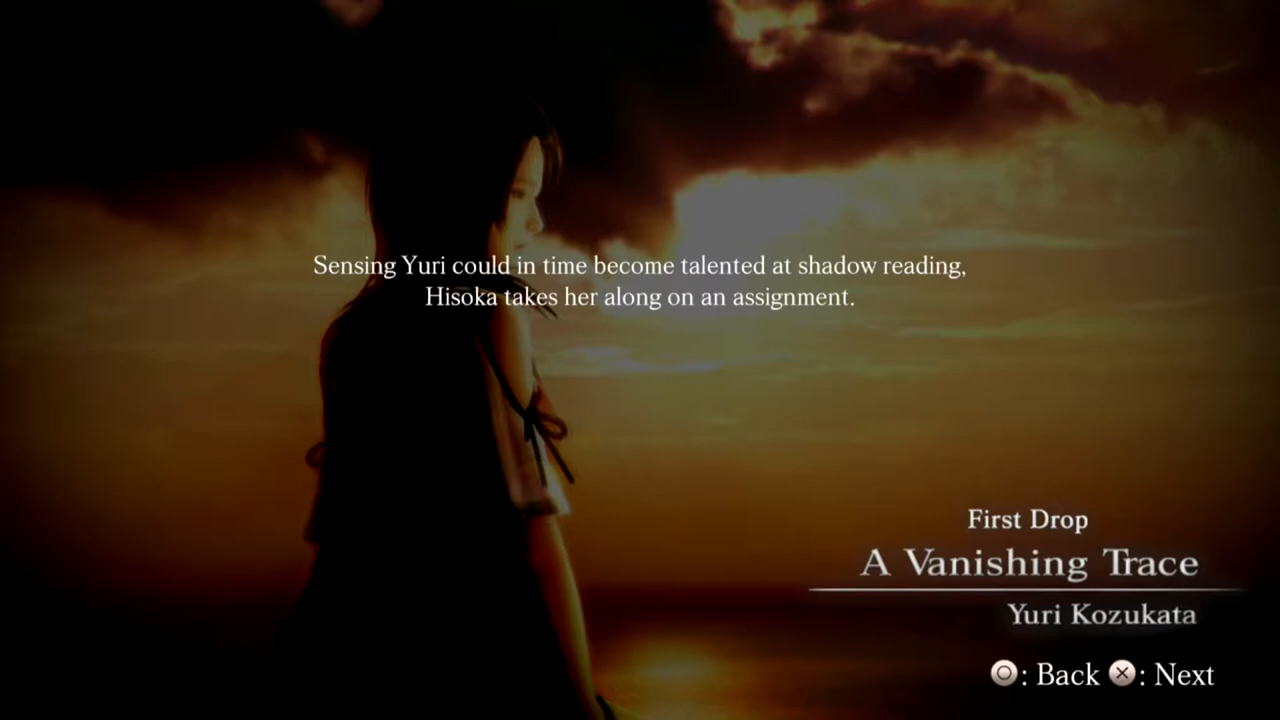 Sensing Yuri could in time become talented at shadow reading,
Hisoka takes her along on an assignment.
First Drop
A Vanishing Trace
Yuri Kozukata
: Back : Next